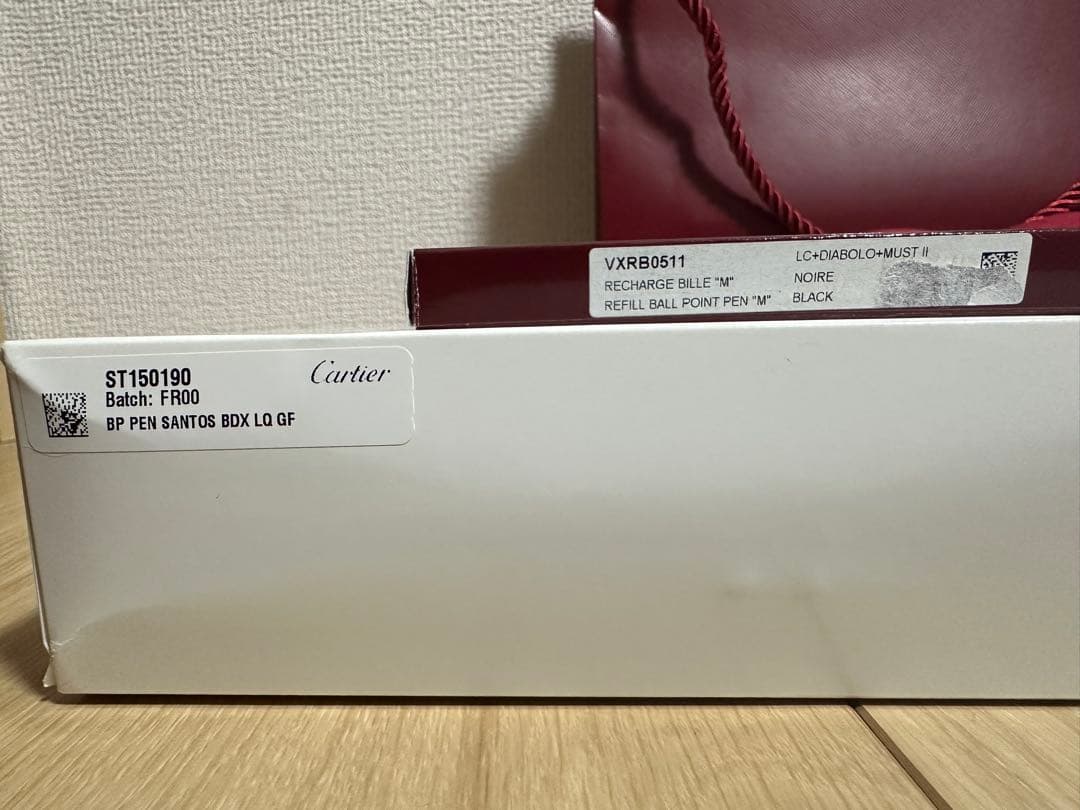 VXRB0511
RECHARGE BILLE "M"
REFILL BALL POINT PEN "M"
LC+DIABOLO+MUST II
NOIRE
BLACK
ST150190
Batch: FR00
BP PEN SANTOS BDX LQ GF
Cartier